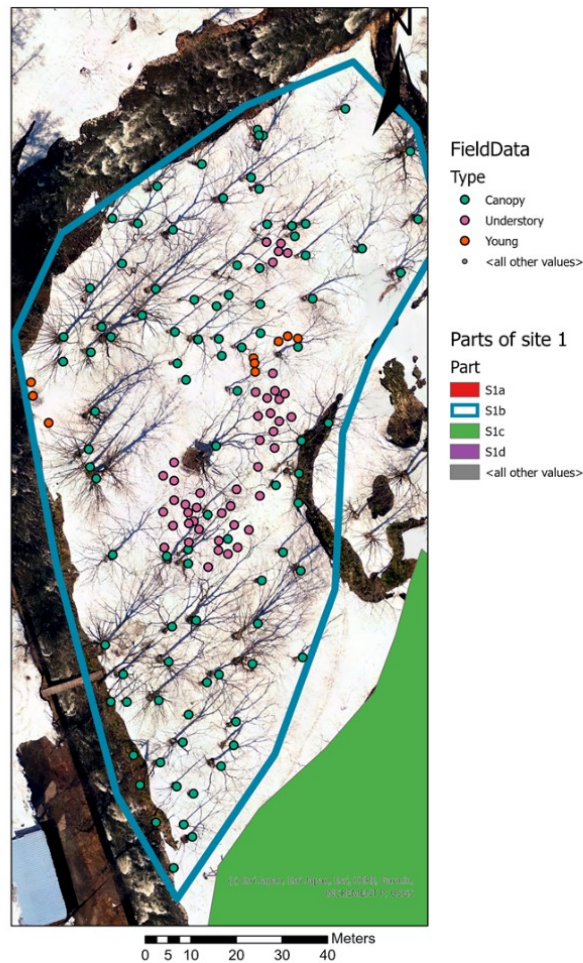 FieldData
Type
Canopy
Understory
Young
<all other values>
Parts of site 1
Part
S1a
S1b
S1c
S1d
<all other values>
Meters
0 5 10 20 30 40